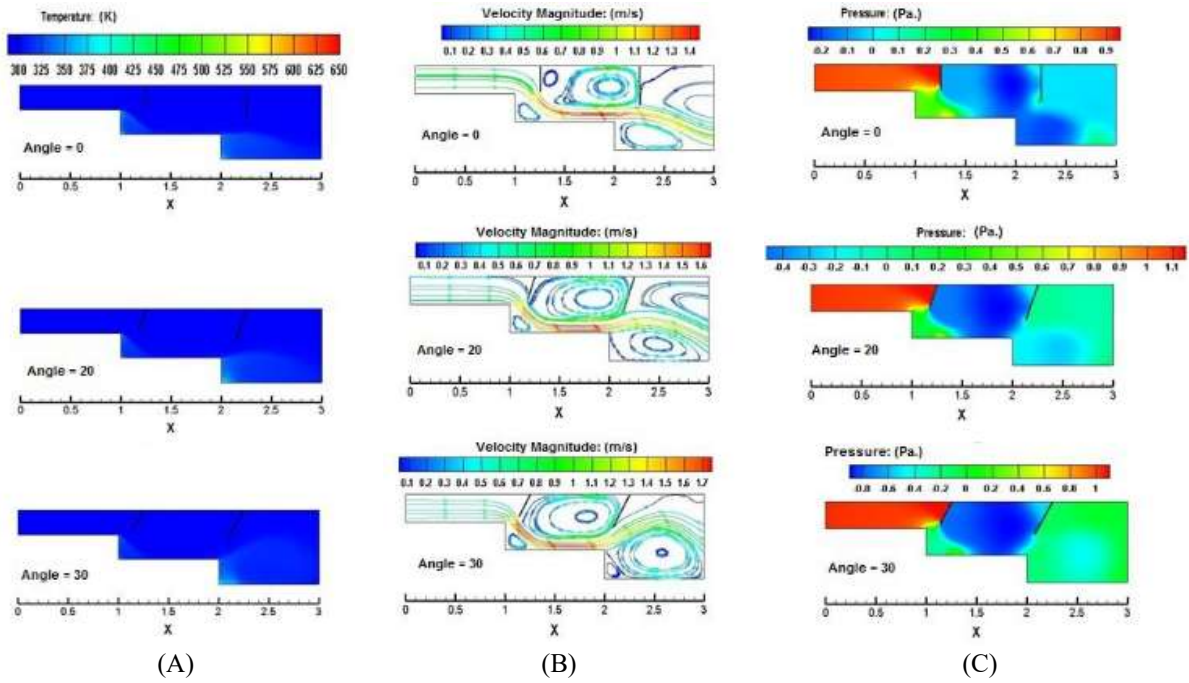 Temperature: (K)
300 325 375 400 425 450 475 500 525 550 575 600 625 650
Angle = 0
0 0.5 1 1.5 2 2.5 3
X
Angle = 20
0 0.5 1 1.5 2 2.5 3
X
Angle = 30
0 0.5 1 1.5 2 2.5 3
X
(A)
Velocity Magnitude: (m/s)
0.1 0.2 0.3 0.4 0.5 0.6 0.7 0.8 0.9 1 1.1 1.2 1.3 1.4
Angle = 0
0 0.5 1 1.5 2 2.5 3
X
Velocity Magnitude: (m/s)
0.1 0.2 0.3 0.4 0.5 0.6 0.7 0.8 0.9 1 1.1 1.2 1.3 1.4 1.5 1.6
Angle = 20
0 0.5 1 1.5 2 2.5 3
X
Velocity Magnitude: (m/s)
0.1 0.2 0.3 0.4 0.5 0.6 0.7 0.8 0.9 1 1.1 1.2 1.3 1.4 1.5 1.6 1.7
Angle = 30
0 0.5 1 1.5 2 2.5 3
X
(B)
Pressure: (Pa.)
-0.2 -0.1 0 0.1 0.2 0.3 0.4 0.5 0.6 0.7 0.8 0.9
Angle = 0
0 0.5 1 1.5 2 2.5 3
X
Pressure: (Pa.)
-0.4 -0.3 -0.2 -0.1 0 0.1 0.2 0.3 0.4 0.5 0.6 0.7 0.8 0.9 1 1.1
Angle = 20
0 0.5 1 1.5 2 2.5 3
X
Pressure: (Pa.)
-0.8 -0.6 -0.4 -0.2 0 0.2 0.4 0.6 0.8 1
Angle = 30
0 0.5 1 1.5 2 2.5 3
X
(C)